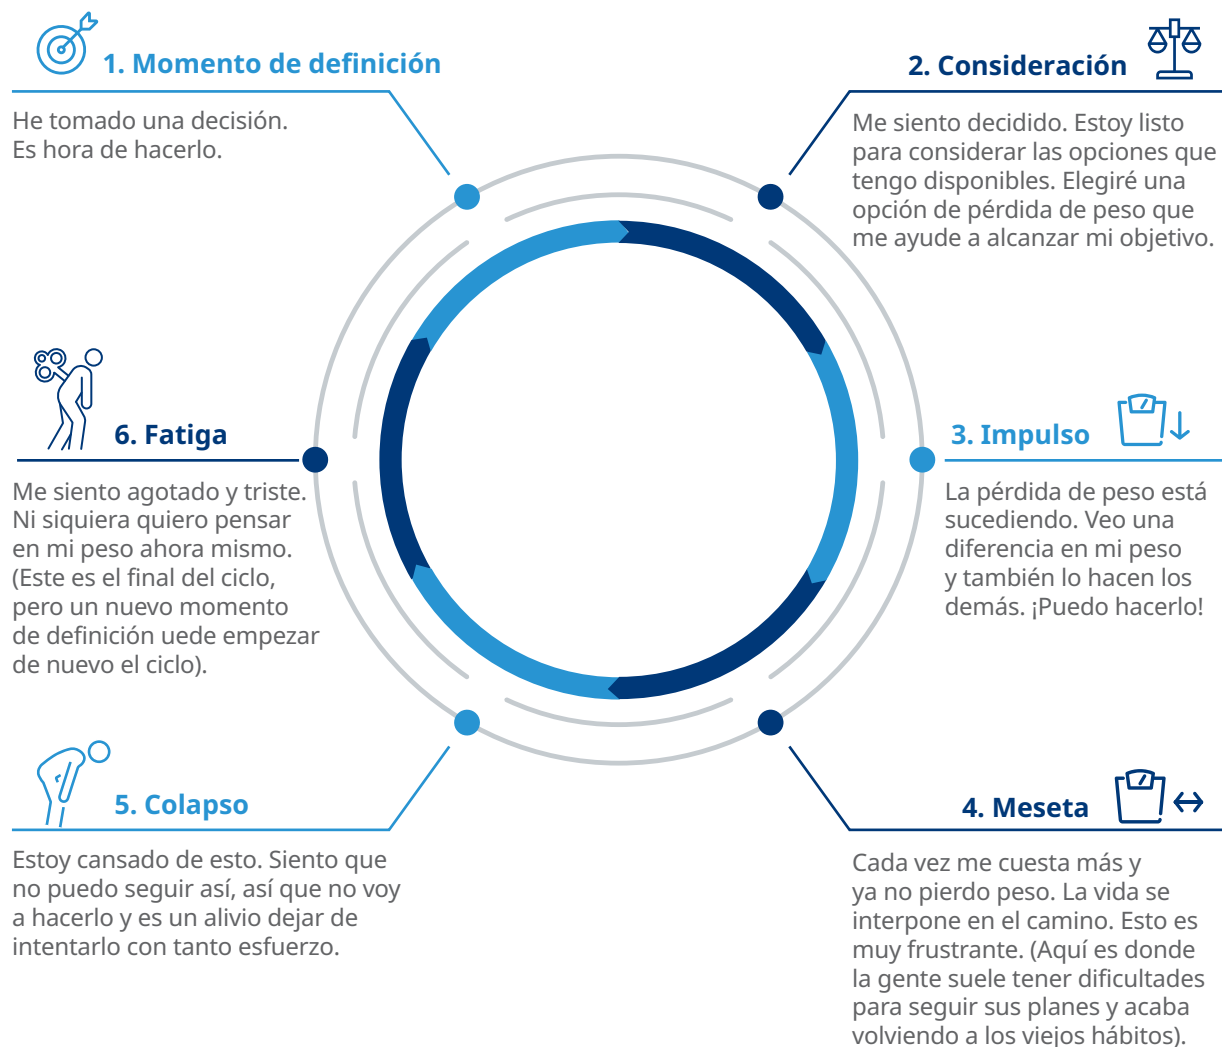 1. Momento de definición
He tomado una decisión.
Es hora de hacerlo.
2. Consideración
Me siento decidido. Estoy listo
para considerar las opciones que
tengo disponibles. Elegiré una
opción de pérdida de peso que
me ayude a alcanzar mi objetivo.
3. Impulso
La pérdida de peso está
sucediendo. Veo una
diferencia en mi peso
y también lo hacen los
demás. ¡Puedo hacerlo!
4. Meseta
Cada vez me cuesta más y
ya no pierdo peso. La vida se
interpone en el camino. Esto es
muy frustrante. (Aquí es donde
la gente suele tener dificultades
para seguir sus planes y acaba
volviendo a los viejos hábitos).
5. Colapso
Estoy cansado de esto. Siento que
no puedo seguir así, así que no voy
a hacerlo y es un alivio dejar de
intentarlo con tanto esfuerzo.
6. Fatiga
Me siento agotado y triste.
Ni siquiera quiero pensar
en mi peso ahora mismo.
(Este es el final del ciclo,
pero un nuevo momento
de definición uede empezar
de nuevo el ciclo).